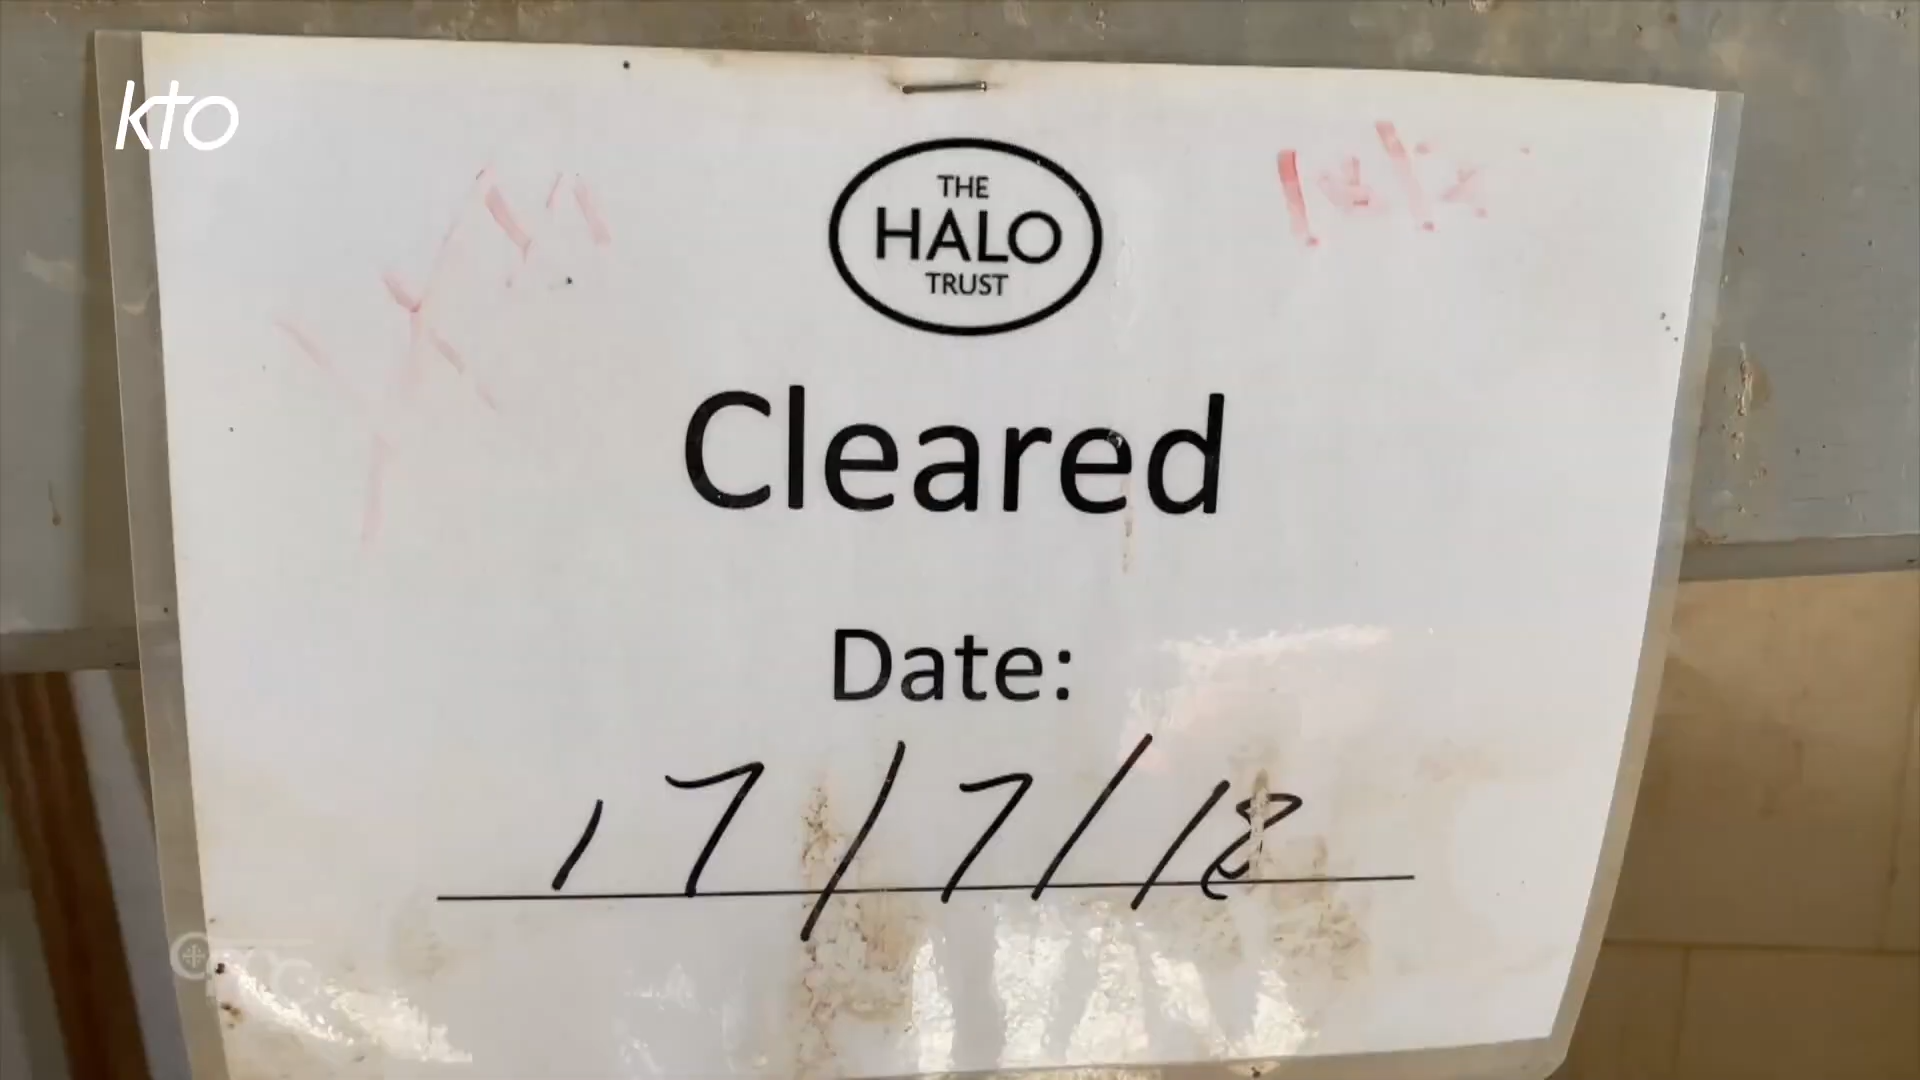 kto
THE
HALO
TRUST
Cleared
Date:
17/7/18